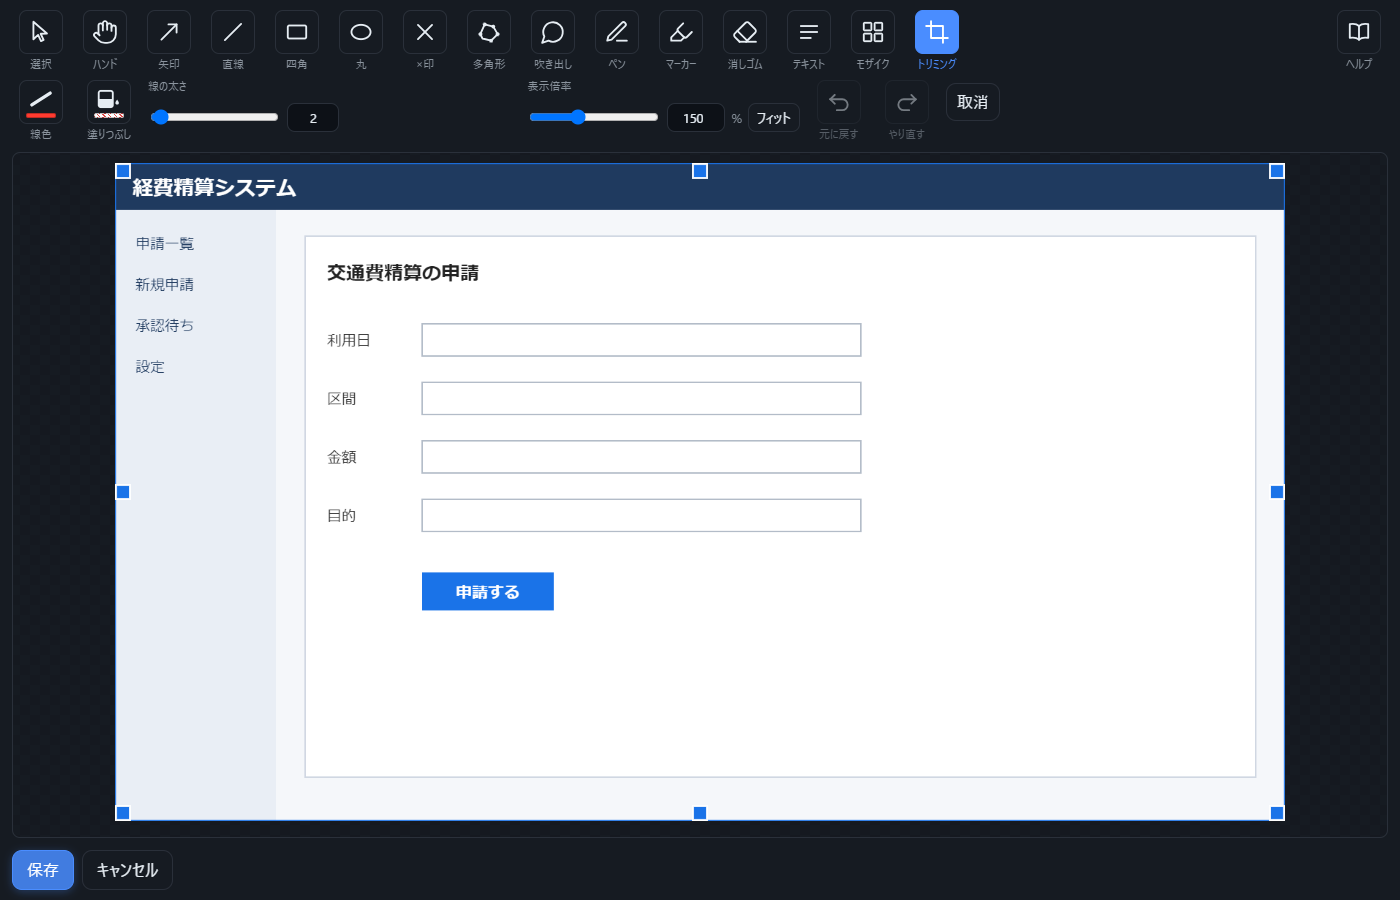 選択
ハンド
矢印
直線
四角
丸
×印
多角形
吹き出し
ペン
マーカー
消しゴム
テキスト
モザイク
トリミング
ヘルプ
線色
塗りつぶし
線の太さ
2
表示倍率
150
%
フィット
元に戻す
やり直す
取消
経費精算システム
申請一覧
新規申請
承認待ち
設定
交通費精算の申請
利用日
区間
金額
目的
申請する
保存
キャンセル